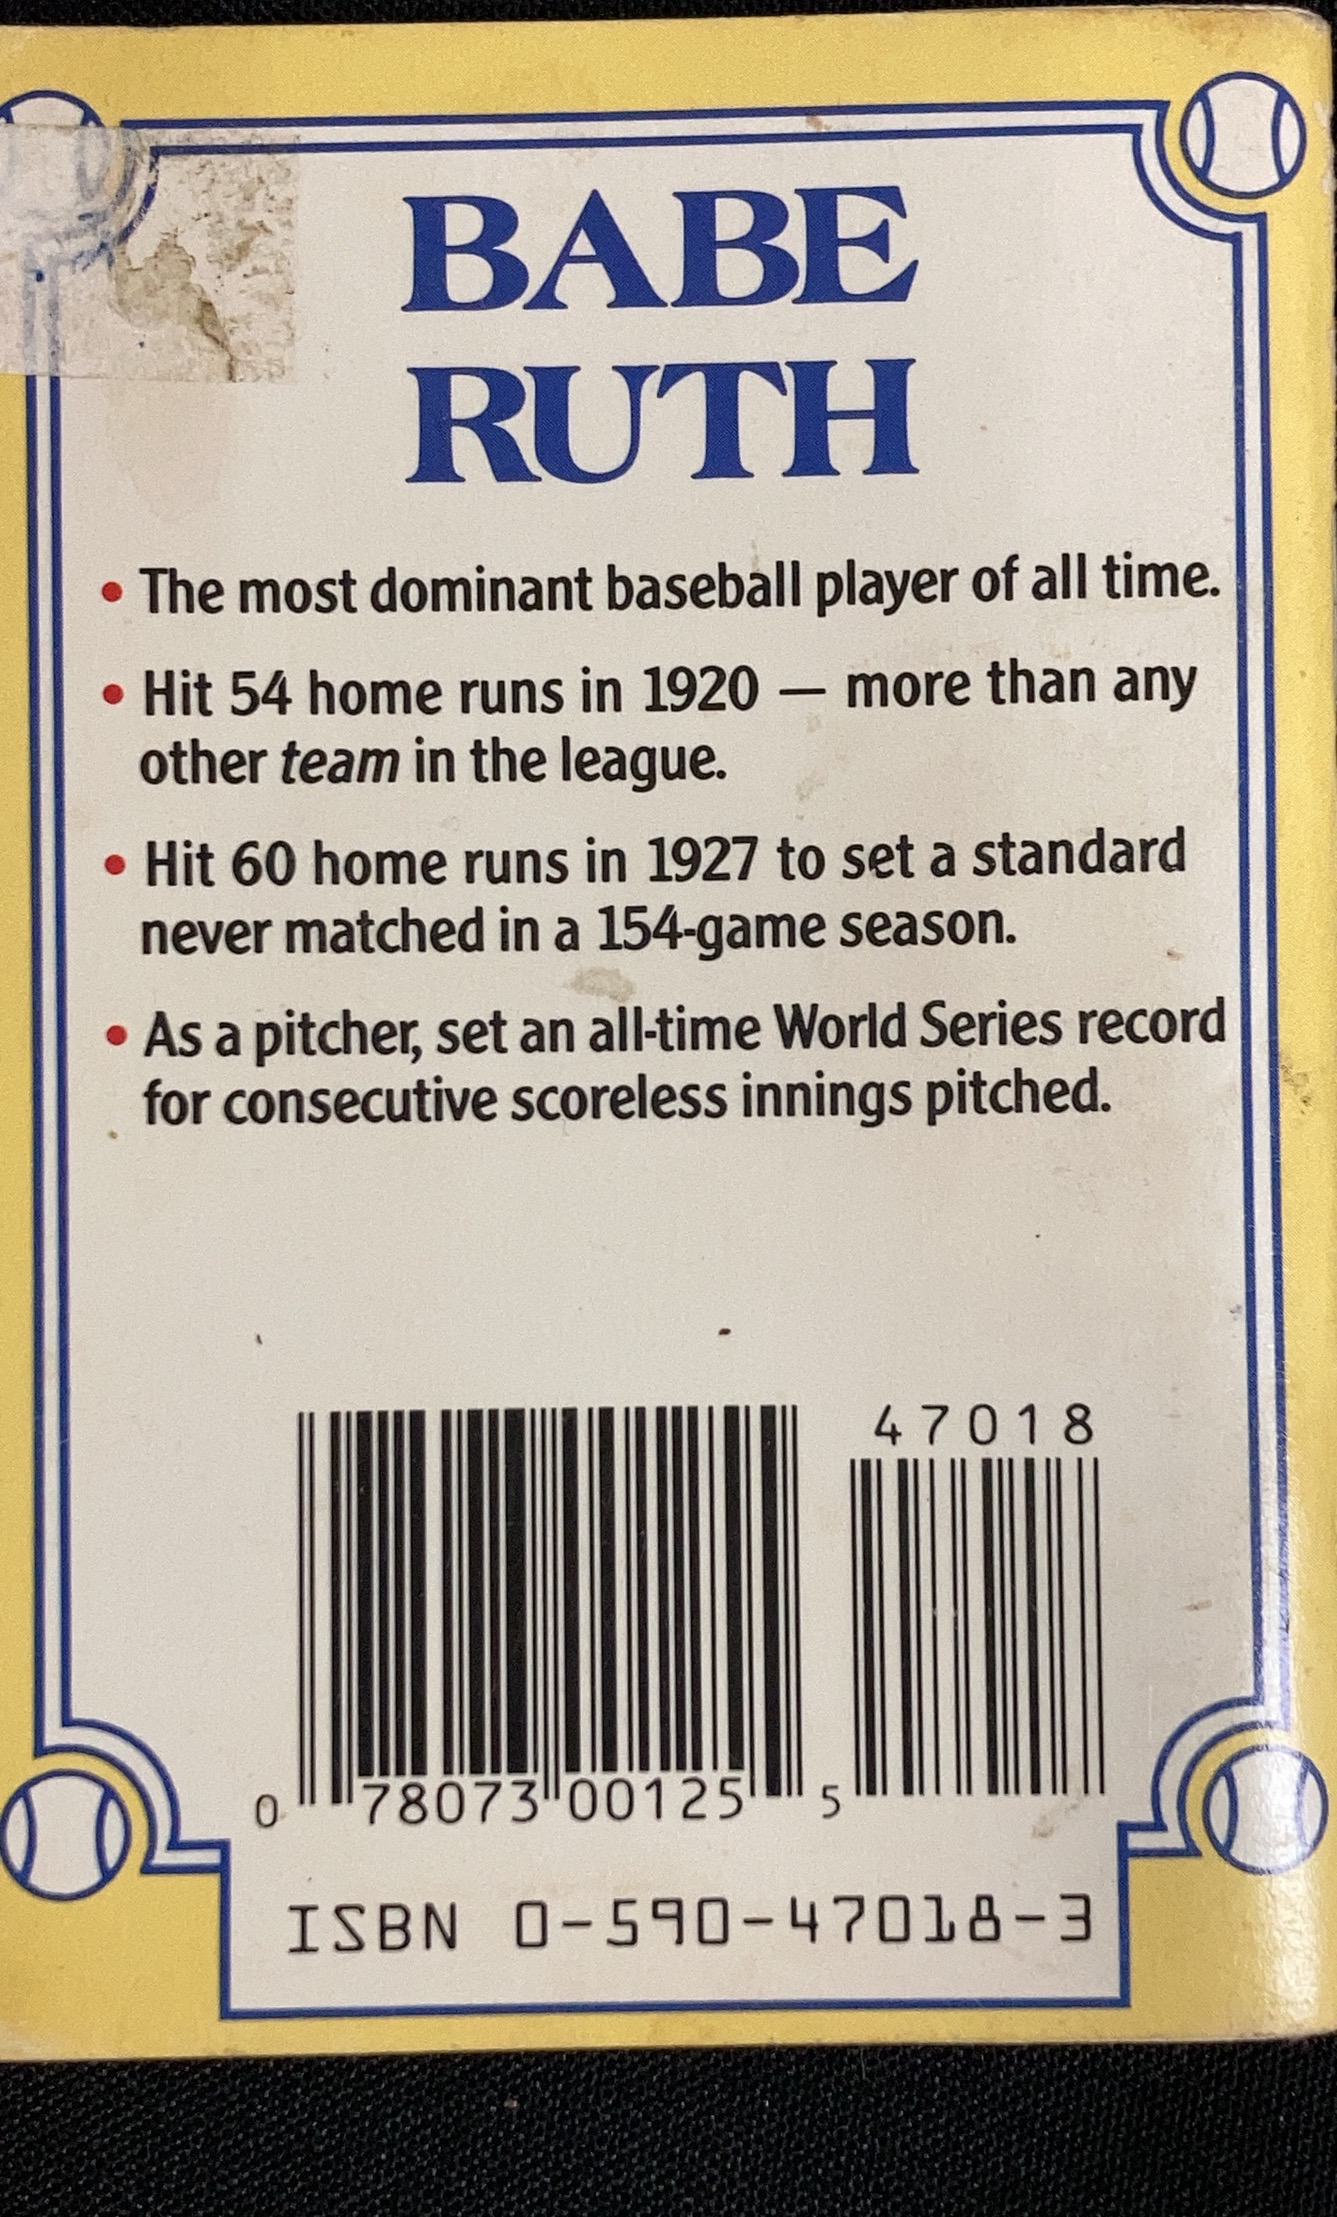 BABE
RUTH
• The most dominant baseball player of all time.
• Hit 54 home runs in 1920 — more than any
other team in the league.
• Hit 60 home runs in 1927 to set a standard
never matched in a 154-game season.
• As a pitcher, set an all-time World Series record
for consecutive scoreless innings pitched.
47018
0 78073 00125 5
ISBN 0-590-47018-3